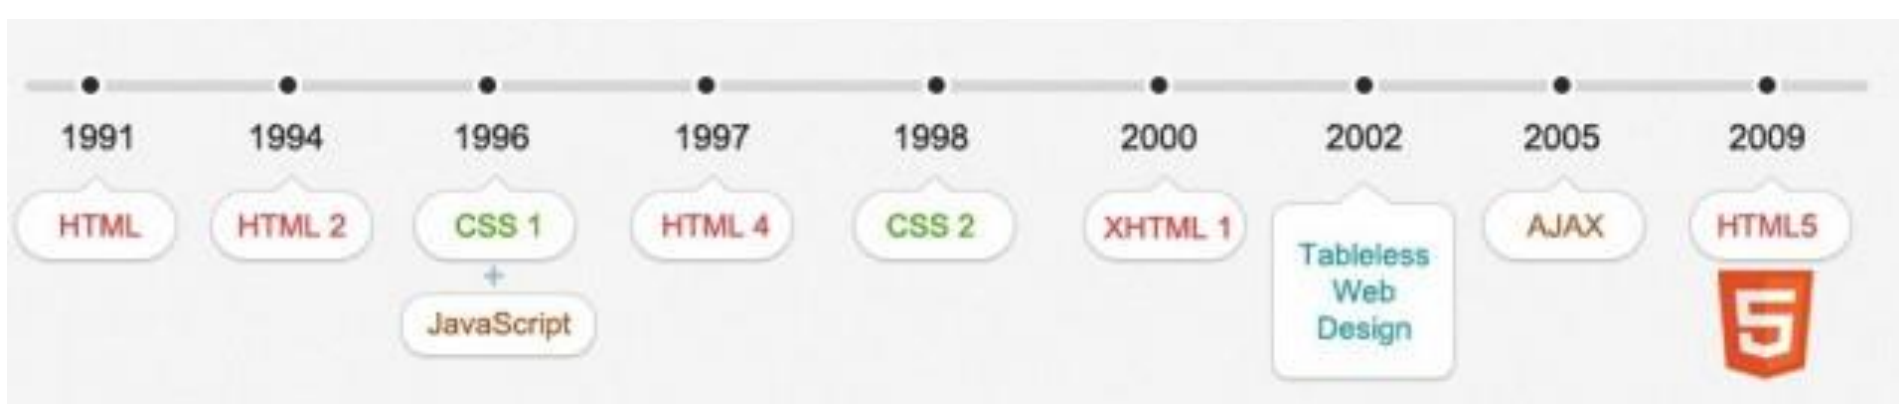 1991 1994 1996 1997 1998 2000 2002 2005 2009
HTML HTML 2 CSS 1 HTML 4 CSS 2 XHTML 1 Tableless AJAX HTML5
Web
Design
+
JavaScript
5